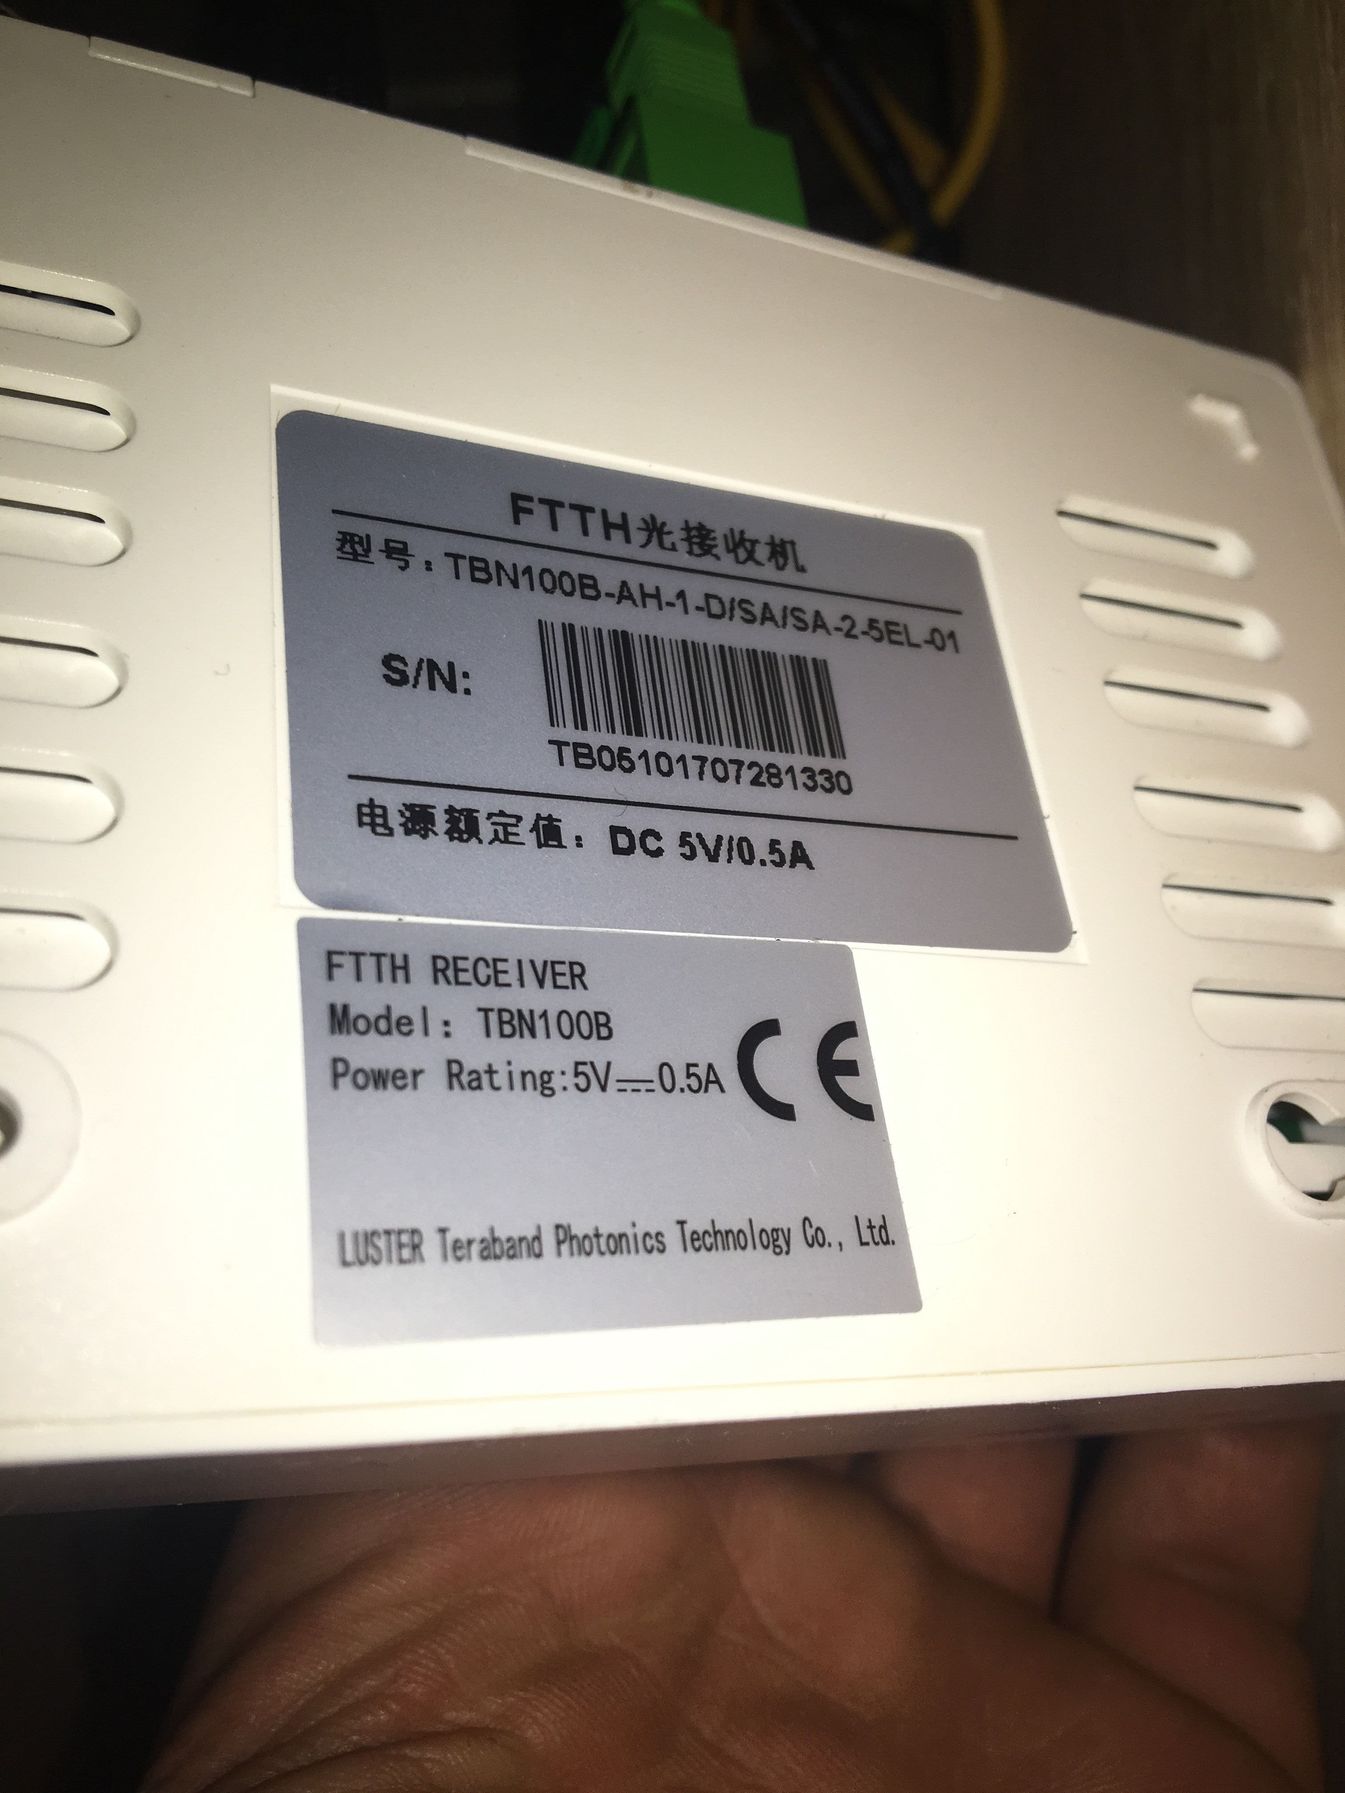 FTTH光接收机
型号：TBN100B-AH-1-D/SA/SA-2-5EL-01
S/N:
TB05101707281330
电源额定值：DC 5V/0.5A
FTTH RECEIVER
Model: TBN100B
Power Rating:5V⎓0.5A
CE
LUSTER Teraband Photonics Technology Co., Ltd.